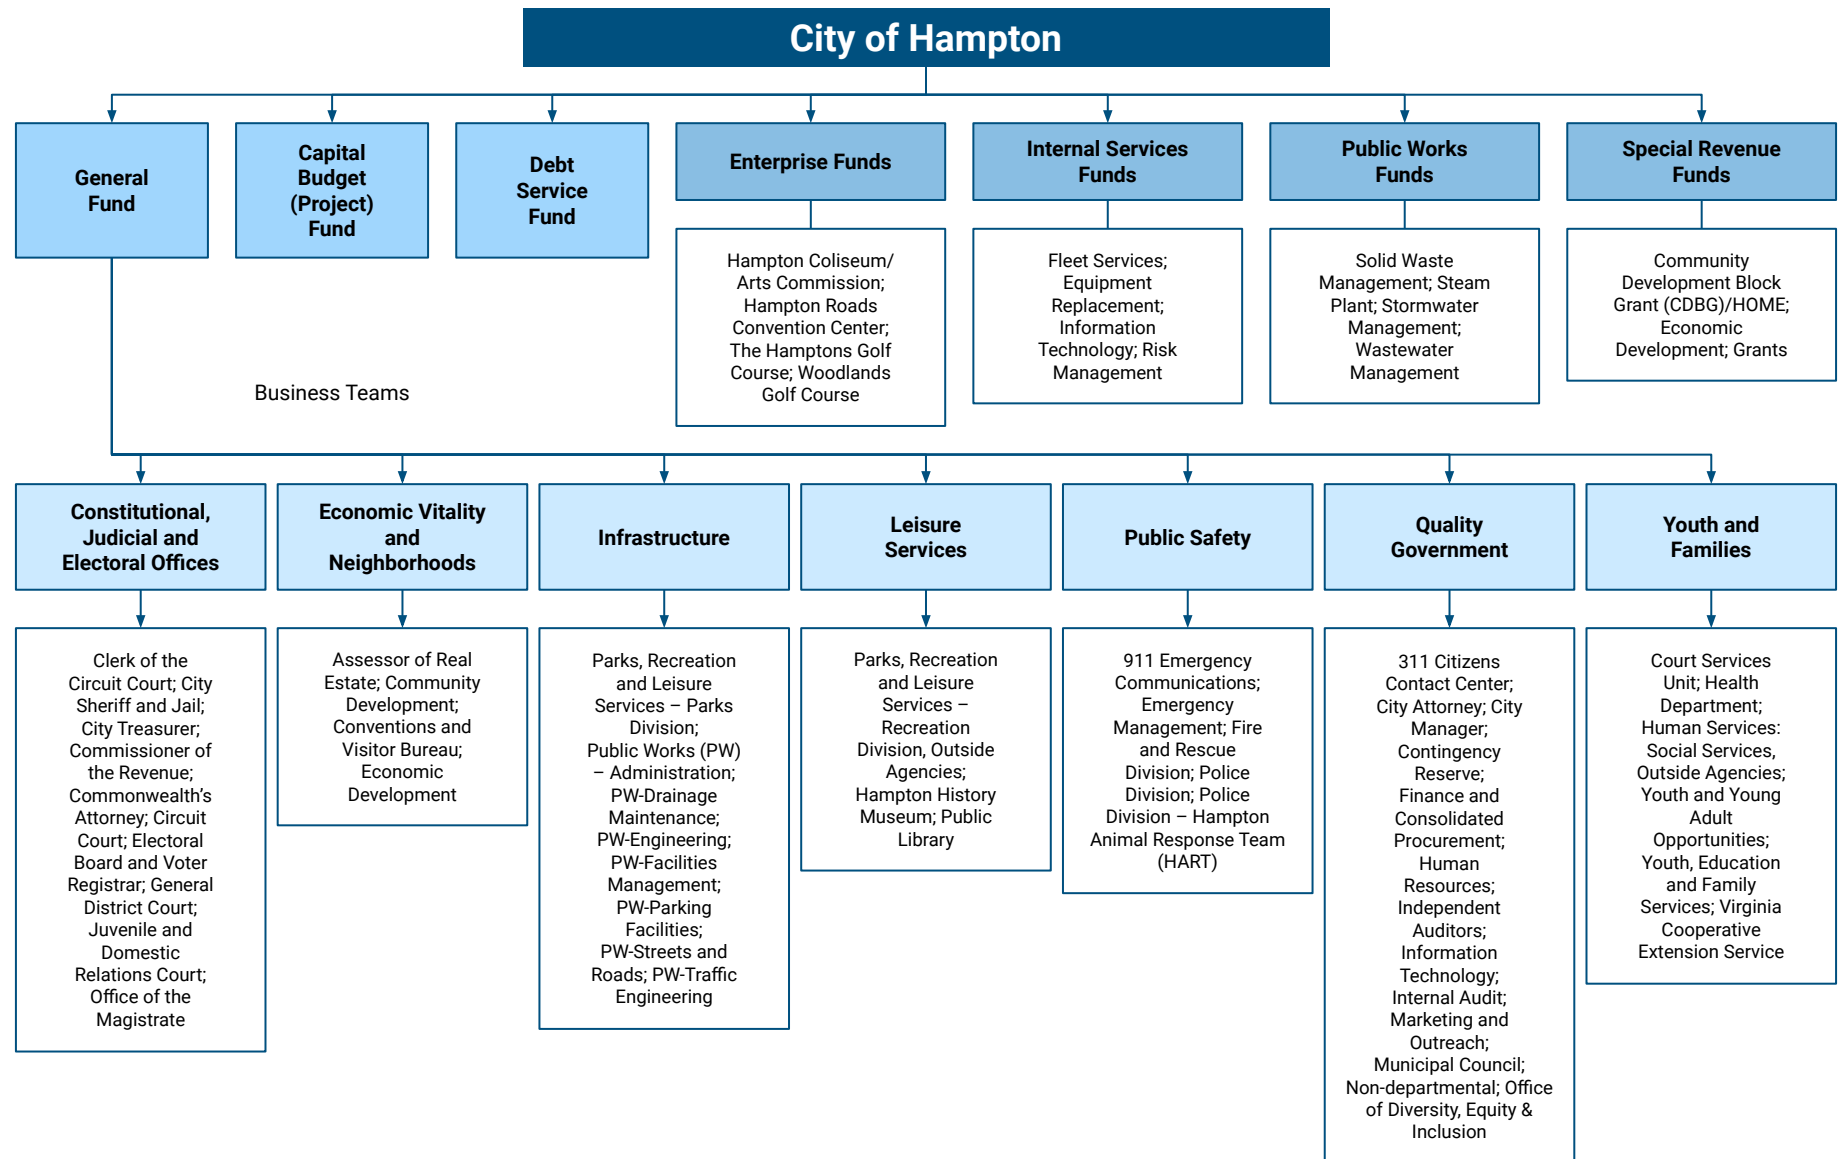 City of Hampton
General
Fund
Capital
Budget
(Project)
Fund
Debt
Service
Fund
Enterprise Funds
Internal Services
Funds
Public Works
Funds
Special Revenue
Funds
Hampton Coliseum/
Arts Commission;
Hampton Roads
Convention Center;
The Hamptons Golf
Course; Woodlands
Golf Course
Fleet Services;
Equipment
Replacement;
Information
Technology; Risk
Management
Solid Waste
Management; Steam
Plant; Stormwater
Management;
Wastewater
Management
Community
Development Block
Grant (CDBG)/HOME;
Economic
Development; Grants
Business Teams
Constitutional,
Judicial and
Electoral Offices
Economic Vitality
and
Neighborhoods
Infrastructure
Leisure
Services
Public Safety
Quality
Government
Youth and
Families
Clerk of the
Circuit Court; City
Sheriff and Jail;
City Treasurer;
Commissioner of
the Revenue;
Commonwealth’s
Attorney; Circuit
Court; Electoral
Board and Voter
Registrar; General
District Court;
Juvenile and
Domestic
Relations Court;
Office of the
Magistrate
Assessor of Real
Estate; Community
Development;
Conventions and
Visitor Bureau;
Economic
Development
Parks, Recreation
and Leisure
Services – Parks
Division;
Public Works (PW)
– Administration;
PW-Drainage
Maintenance;
PW-Engineering;
PW-Facilities
Management;
PW-Parking
Facilities;
PW-Streets and
Roads; PW-Traffic
Engineering
Parks, Recreation
and Leisure
Services –
Recreation
Division, Outside
Agencies;
Hampton History
Museum; Public
Library
911 Emergency
Communications;
Emergency
Management; Fire
and Rescue
Division; Police
Division; Police
Division – Hampton
Animal Response Team
(HART)
311 Citizens
Contact Center;
City Attorney; City
Manager;
Contingency
Reserve;
Finance and
Consolidated
Procurement;
Human
Resources;
Independent
Auditors;
Information
Technology;
Internal Audit;
Marketing and
Outreach;
Municipal Council;
Non-departmental; Office
of Diversity, Equity &
Inclusion
Court Services
Unit; Health
Department;
Human Services:
Social Services,
Outside Agencies;
Youth and Young
Adult
Opportunities;
Youth, Education
and Family
Services; Virginia
Cooperative
Extension Service